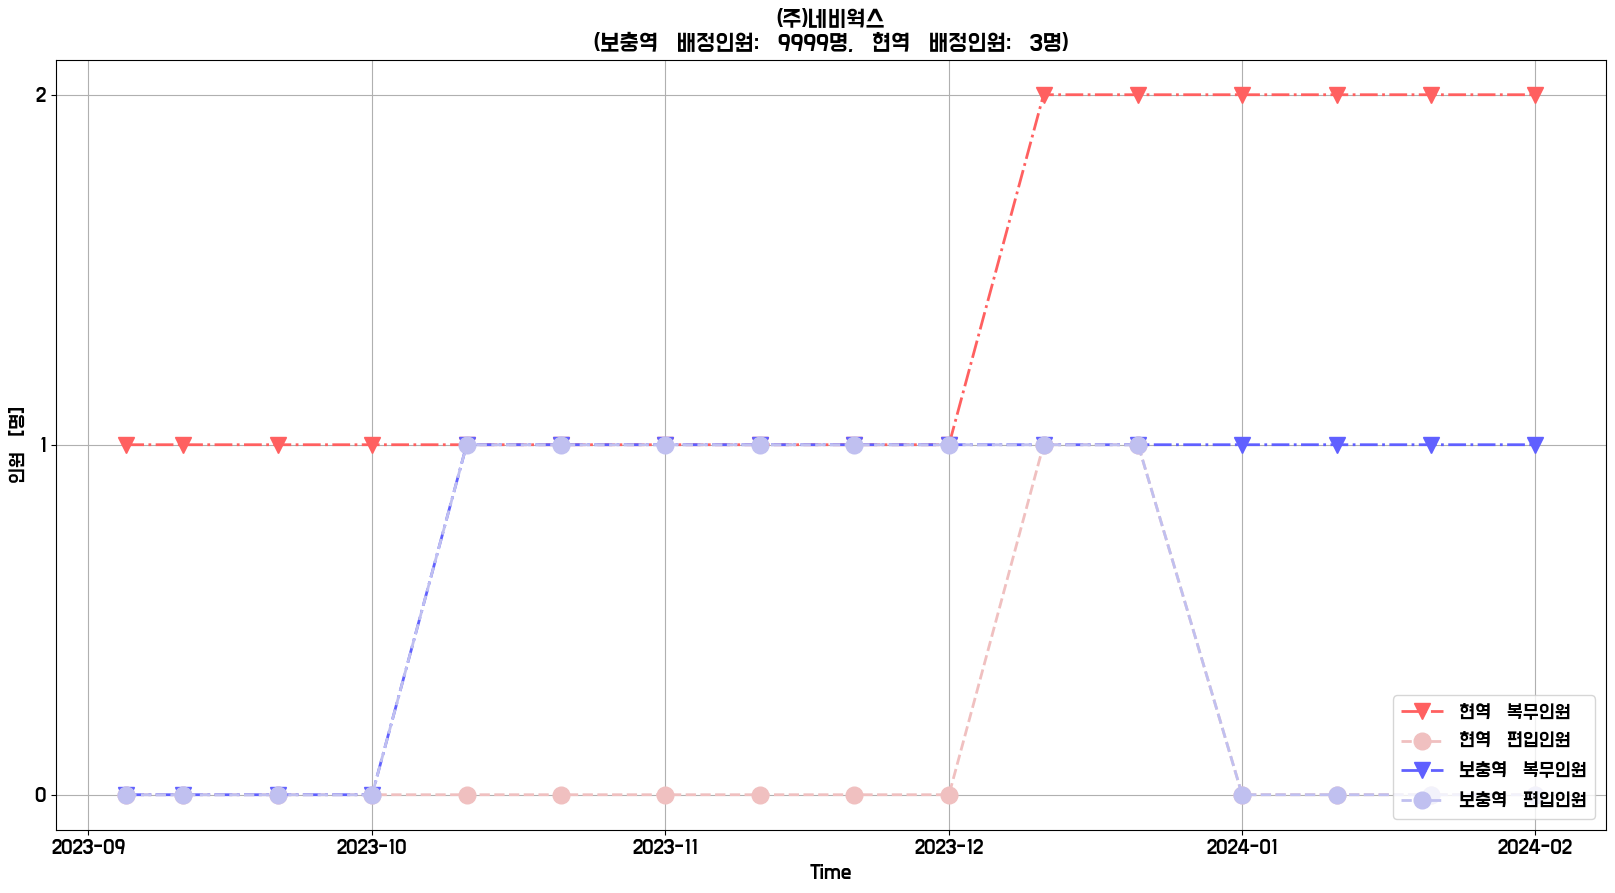 (주)네비웍스
(보충역 배정인원: 9999명, 현역 배정인원: 3명)
2
1
0
인원 [명]
2023-09
2023-10
2023-11
2023-12
2024-01
2024-02
Time
현역 복무인원
현역 편입인원
보충역 복무인원
보충역 편입인원